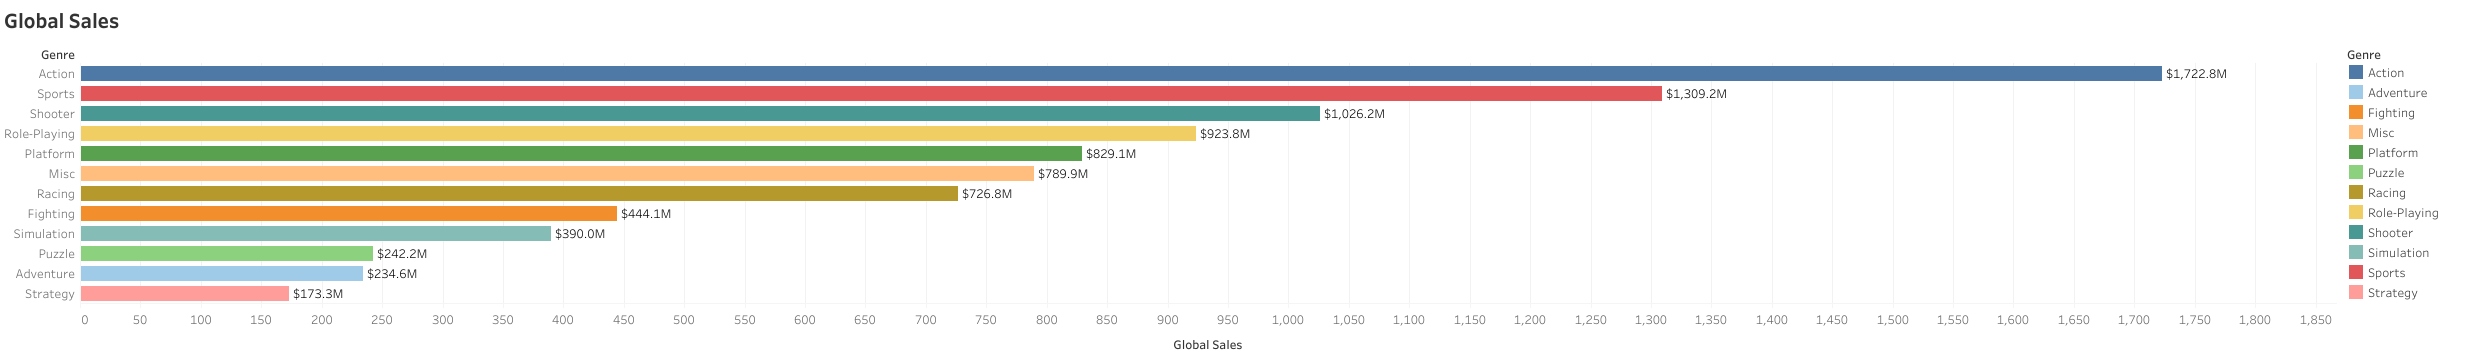 Global Sales
Genre
Action $1,722.8M
Sports $1,309.2M
Shooter $1,026.2M
Role-Playing $923.8M
Platform $829.1M
Misc $789.9M
Racing $726.8M
Fighting $444.1M
Simulation $390.0M
Puzzle $242.2M
Adventure $234.6M
Strategy $173.3M
0 50 100 150 200 250 300 350 400 450 500 550 600 650 700 750 800 850 900 950 1,000 1,050 1,100 1,150 1,200 1,250 1,300 1,350 1,400 1,450 1,500 1,550 1,600 1,650 1,700 1,750 1,800 1,850
Global Sales
Genre
Action
Adventure
Fighting
Misc
Platform
Puzzle
Racing
Role-Playing
Shooter
Simulation
Sports
Strategy